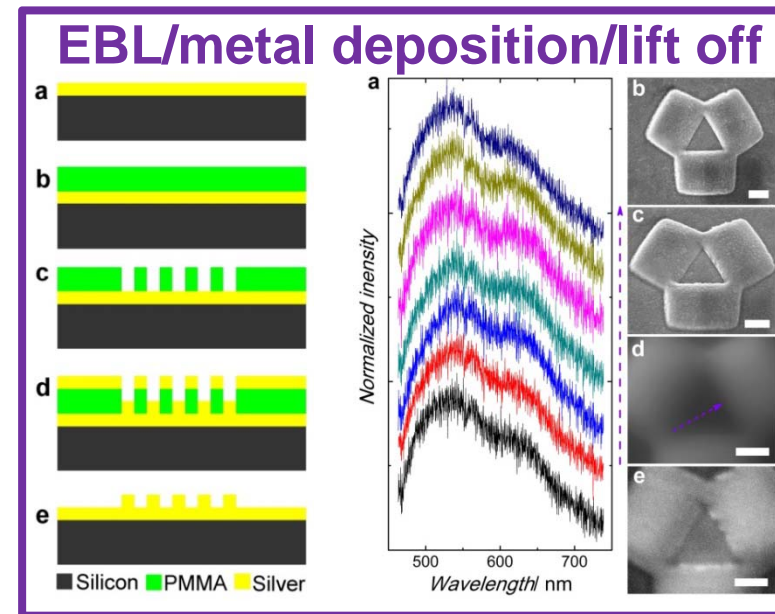 EBL/metal deposition/lift off
a
b
c
d
e
Silicon PMMA Silver
a
Normalized inensity
500 600 700
Wavelength/ nm
b
c
d
e